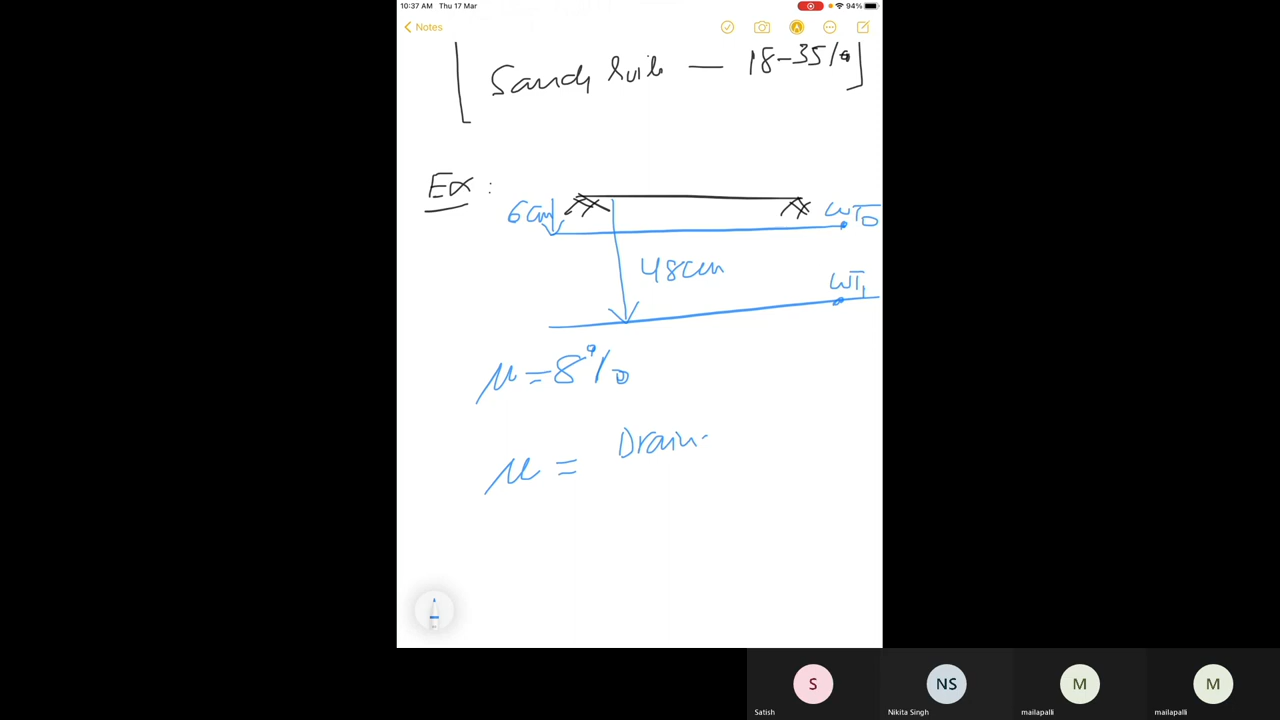 10:37 AM Thu 17 Mar
94%
Notes
Sandy soils — 18-35%
Ex:
6cm
WT0
48cm
WT1
μ = 8%
μ = Drain.
S
NS
M
M
Satish
Nikita Singh
mailapalli
mailapalli